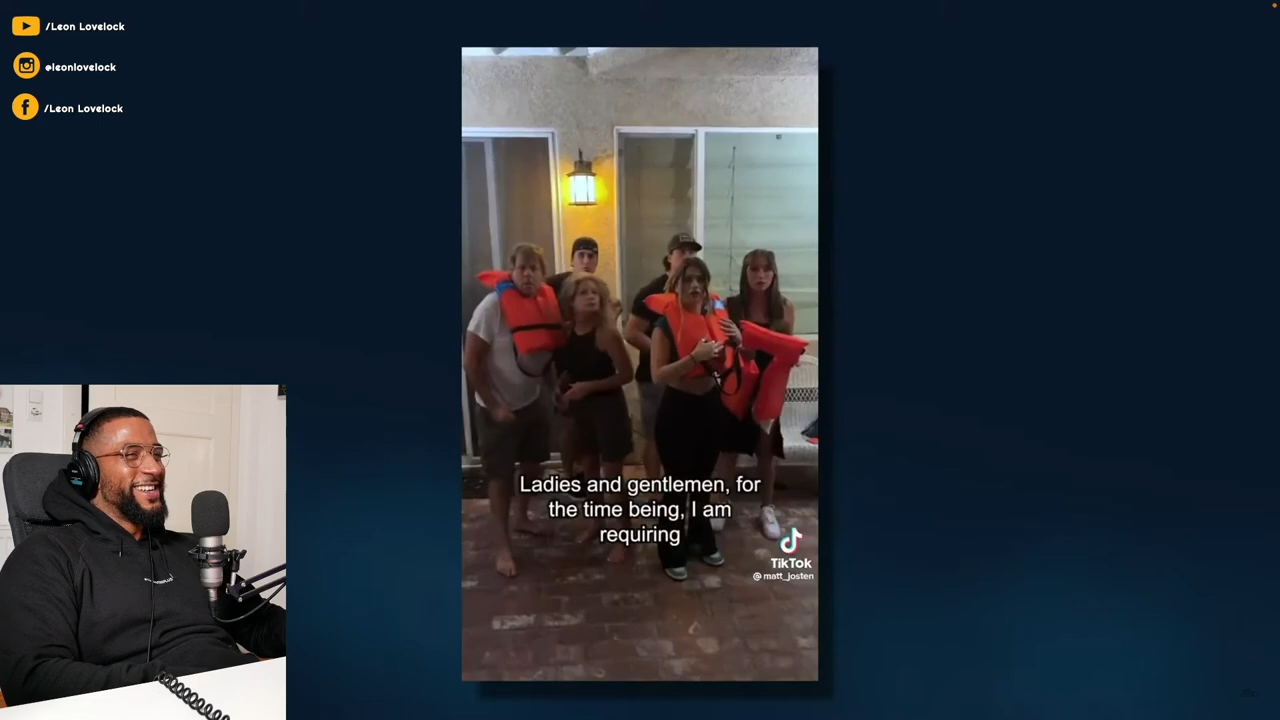 /Leon Lovelock
@leonlovelock
/Leon Lovelock
Ladies and gentlemen, for
the time being, I am
requiring
TikTok
@matt_josten